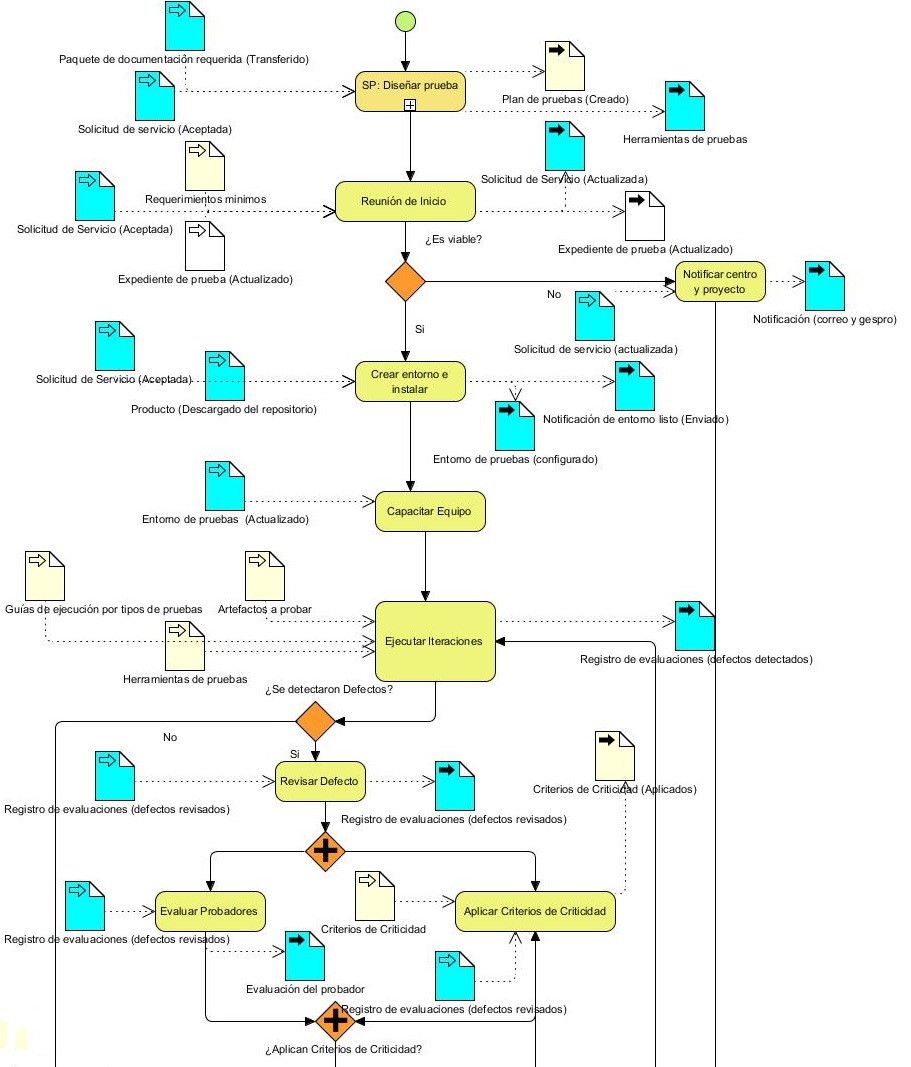 Paquete de documentación requerida (Transferido)
SP: Diseñar prueba
Plan de pruebas (Creado)
Solicitud de servicio (Aceptada)
Herramientas de pruebas
Solicitud de Servicio (Actualizada)
Requerimientos minimos
Reunión de Inicio
Solicitud de Servicio (Aceptada)
¿Es viable?
Expediente de prueba (Actualizado)
Expediente de prueba (Actualizado)
Notificar centro
y proyecto
No
Notificación (correo y gespro)
Si
Solicitud de servicio (actualizada)
Crear entorno e
instalar
Solicitud de Servicio (Aceptada)
Producto (Descargado del repositorio)
Notificación de entorno listo (Enviado)
Entorno de pruebas (configurado)
Capacitar Equipo
Entorno de pruebas (Actualizado)
Guías de ejecución por tipos de pruebas
Artefactos a probar
Ejecutar Iteraciones
Registro de evaluaciones (defectos detectados)
Herramientas de pruebas
¿Se detectaron Defectos?
No
Si
Revisar Defecto
Criterios de Criticidad (Aplicados)
Registro de evaluaciones (defectos revisados)
Registro de evaluaciones (defectos revisados)
Evaluar Probadores
Aplicar Criterios de Criticidad
Criterios de Criticidad
Registro de evaluaciones (defectos revisados)
Evaluación del probador
Registro de evaluaciones (defectos revisados)
¿Aplican Criterios de Criticidad?